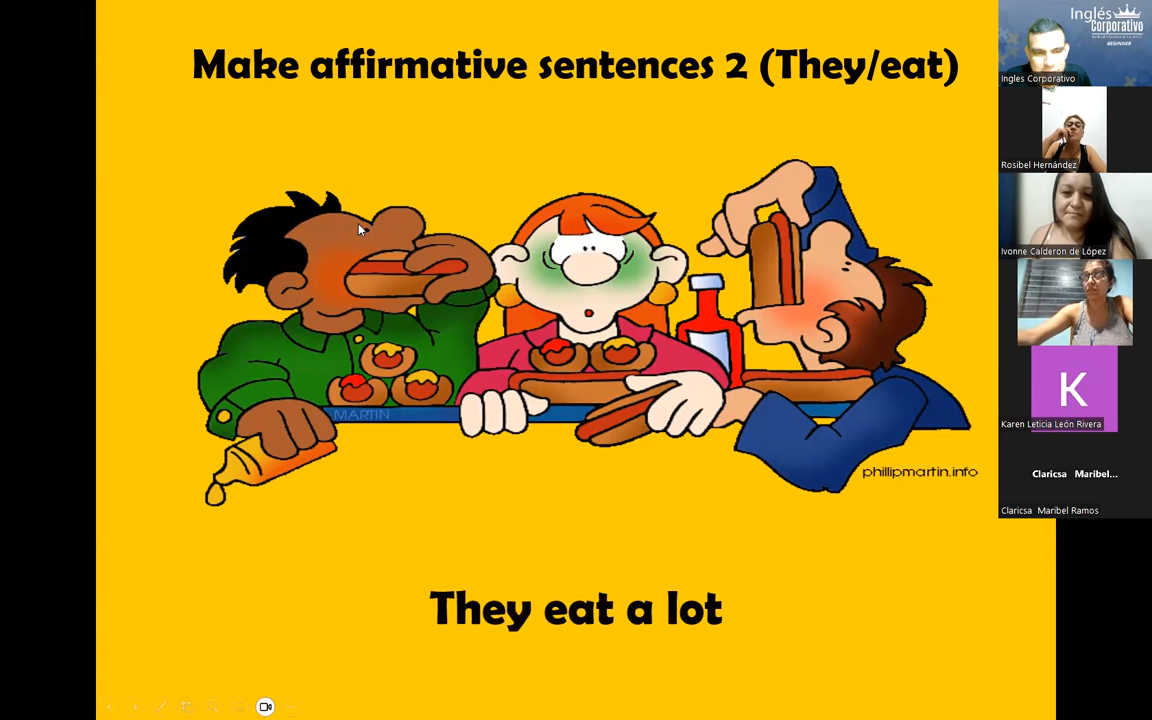 Make affirmative sentences 2 (They/eat)
MARTIN
phillipmartin.info
They eat a lot
Inglés
Corporativo
BEGINNER
Ingles Corporativo
Rosibel Hernández
Ivonne Calderon de López
K
Karen Leticia León Rivera
Claricsa Maribel...
Claricsa Maribel Ramos